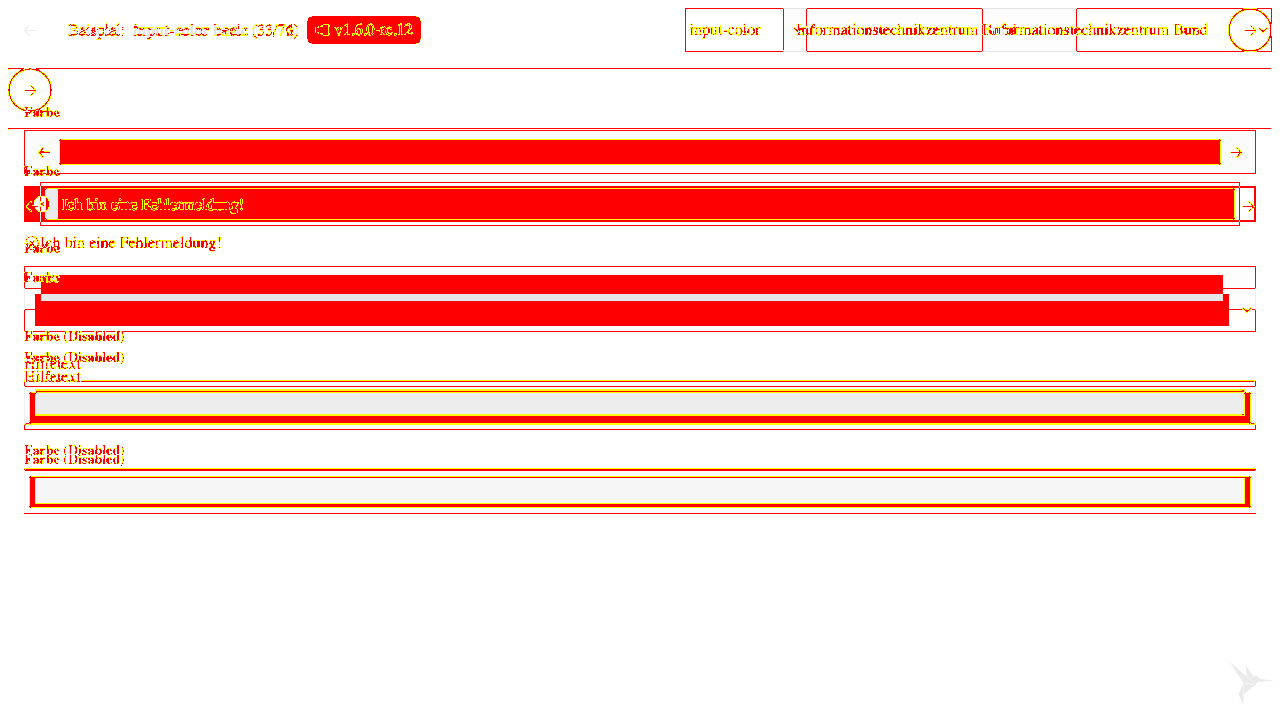 Beispiel: input-color basic (33/76) v1.6.0-rc.12 input-color Informationstechnikzentrum Informationstechnikzentrum Bund
Farbe
Farbe
Ich bin eine Fehlermeldung!
Ich bin eine Fehlermeldung!
Farbe
Farbe
Farbe (Disabled)
Farbe (Disabled)
Hilfetext
Hilfetext
Farbe (Disabled)
Farbe (Disabled)